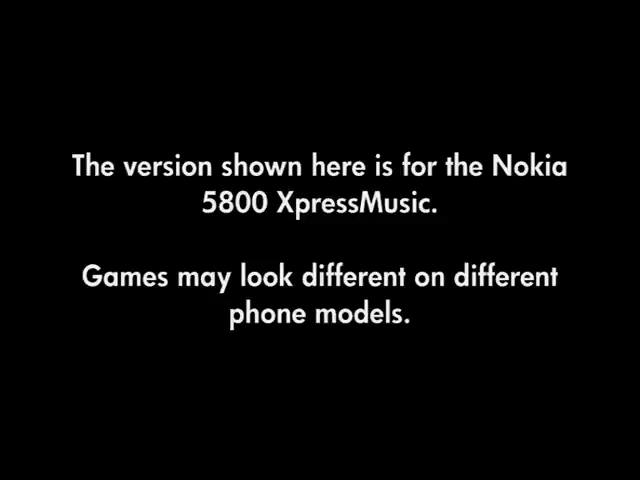 The version shown here is for the Nokia
5800 XpressMusic.
Games may look different on different
phone models.